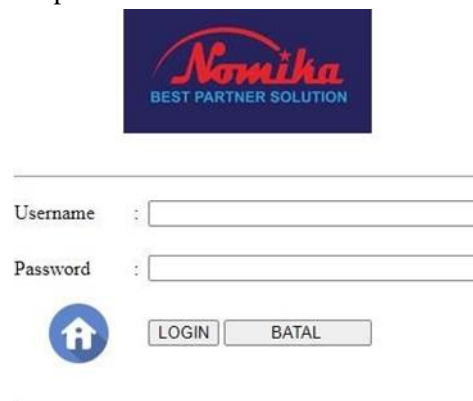 Nomika
BEST PARTNER SOLUTION
Username :
Password :
LOGIN BATAL